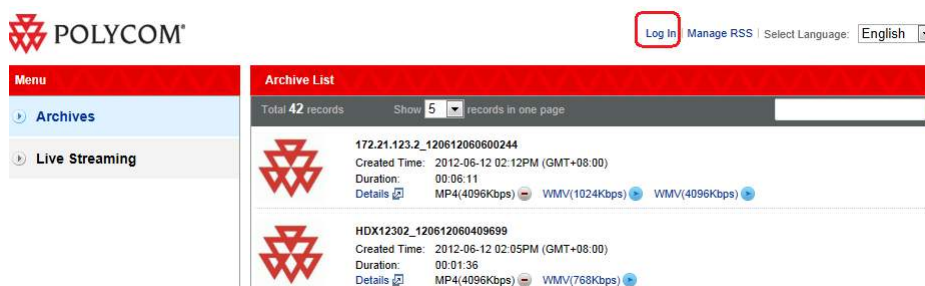 POLYCOM
Log In | Manage RSS | Select Language: English
Menu
Archive List
Archives
Total 42 records Show 5 records in one page
Live Streaming
172.21.123.2_120612060600244
Created Time: 2012-06-12 02:12PM (GMT+08:00)
Duration: 00:06:11
Details MP4(4096Kbps) WMV(1024Kbps) WMV(4096Kbps)
HDX12302_120612060409699
Created Time: 2012-06-12 02:05PM (GMT+08:00)
Duration: 00:01:36
Details MP4(4096Kbps) WMV(768Kbps)